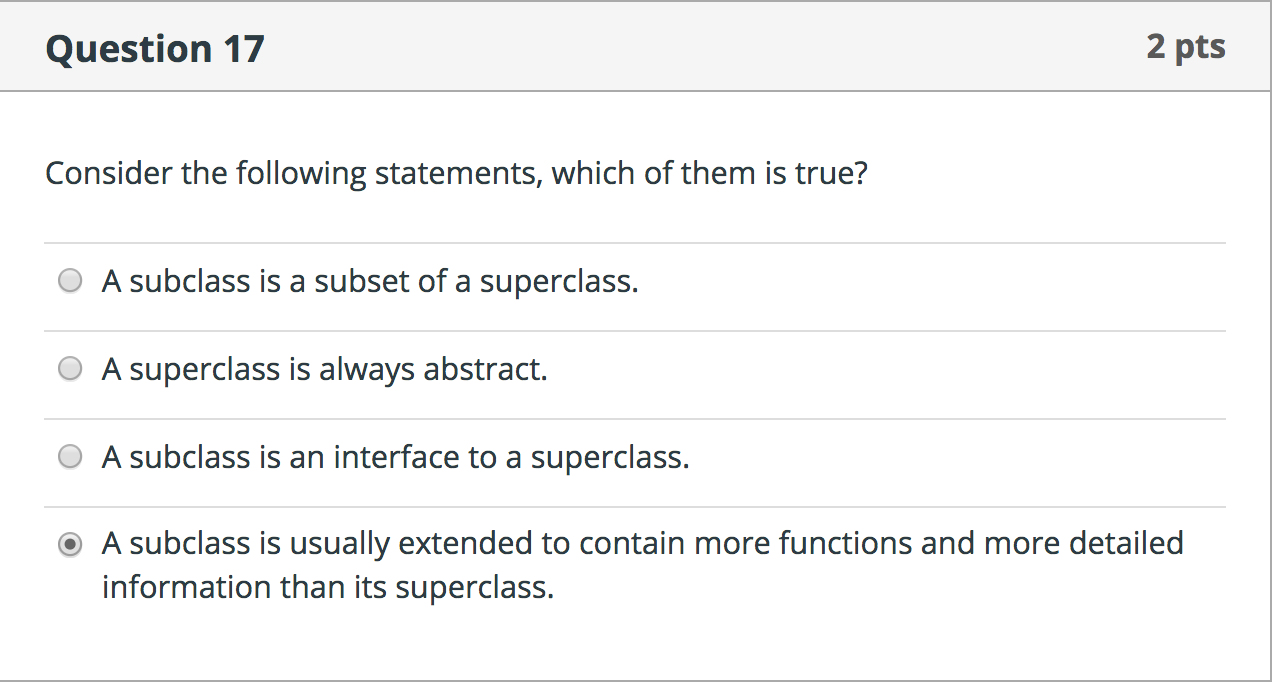 Question 17
2 pts
Consider the following statements, which of them is true?
A subclass is a subset of a superclass.
A superclass is always abstract.
A subclass is an interface to a superclass.
A subclass is usually extended to contain more functions and more detailed
information than its superclass.